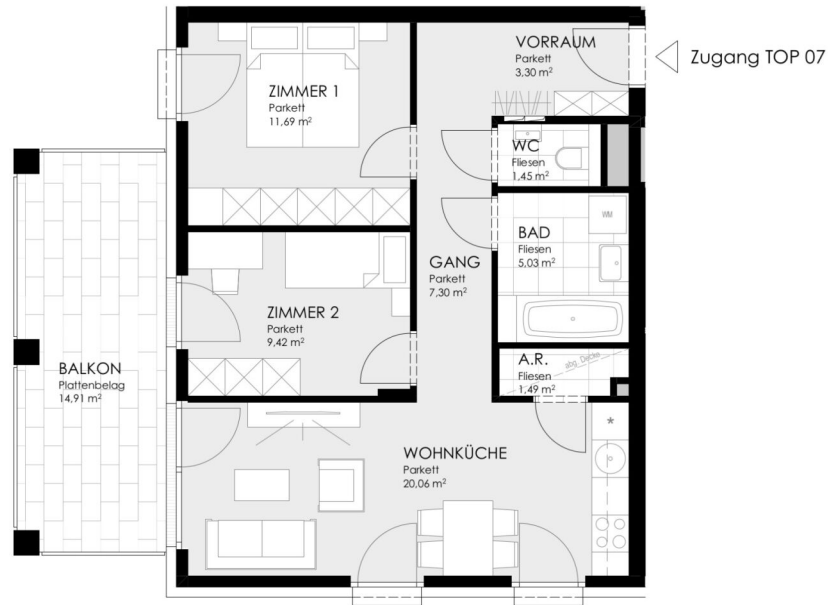 VORRAUM
Parkett
3,30 m²
Zugang TOP 07
ZIMMER 1
Parkett
11,69 m²
WC
Fliesen
1,45 m²
BAD
Fliesen
5,03 m²
WM
GANG
Parkett
7,30 m²
ZIMMER 2
Parkett
9,42 m²
BALKON
Plattenbelag
14,91 m²
A.R.
Fliesen
1,49 m²
abg. Decke
WOHNKÜCHE
Parkett
20,06 m²
*